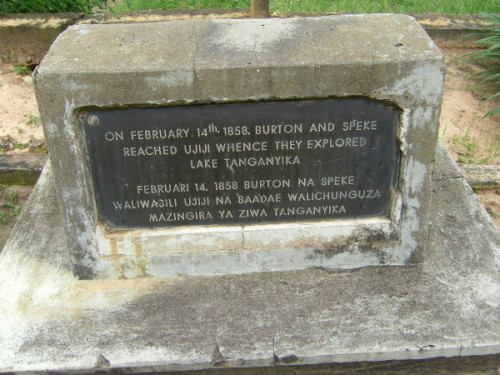 ON FEBRUARY. 14th, 1858, BURTON AND SPEKE
REACHED UJIJI WHENCE THEY EXPLORED
LAKE TANGANYIKA
FEBRUARI 14, 1858 BURTON NA SPEKE
WALIWASILI UJIJI NA BAADAE WALICHUNGUZA
MAZINGIRA YA ZIWA TANGANYIKA